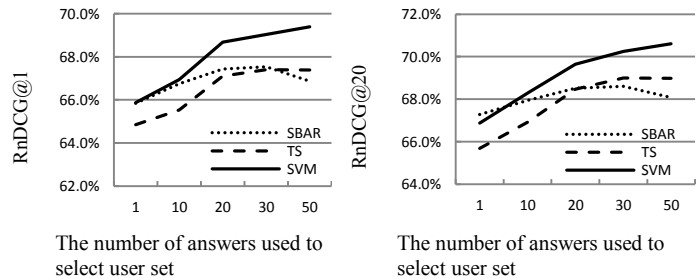 RnDCG@1
70.0%
68.0%
66.0%
64.0%
62.0%
SBAR
TS
SVM
1 10 20 30 50
The number of answers used to
select user set
RnDCG@20
72.0%
70.0%
68.0%
66.0%
64.0%
SBAR
TS
SVM
1 10 20 30 50
The number of answers used to
select user set